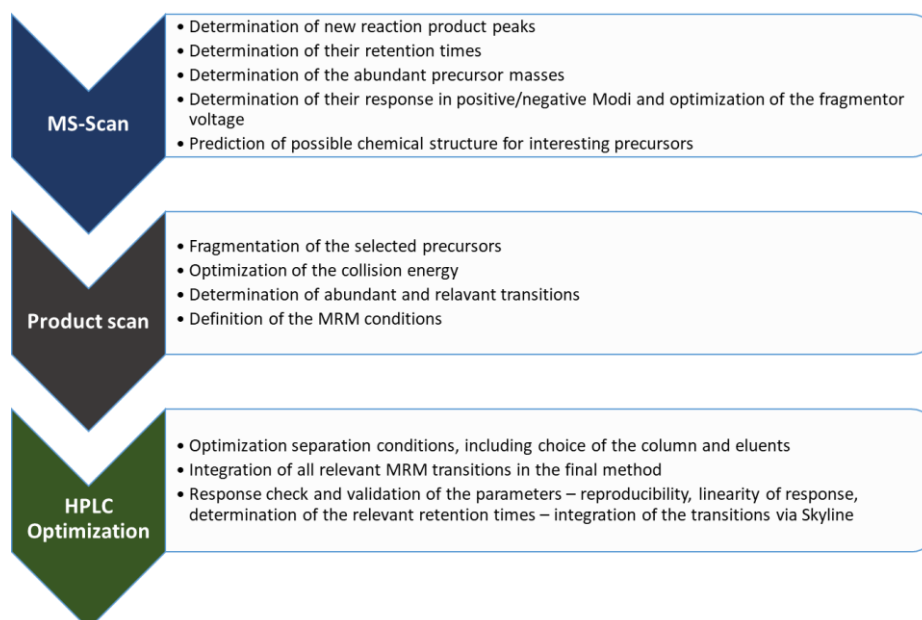 MS-Scan
• Determination of new reaction product peaks
• Determination of their retention times
• Determination of the abundant precursor masses
• Determination of their response in positive/negative Modi and optimization of the fragmentor
voltage
• Prediction of possible chemical structure for interesting precursors
Product scan
• Fragmentation of the selected precursors
• Optimization of the collision energy
• Determination of abundant and relavant transitions
• Definition of the MRM conditions
HPLC
Optimization
• Optimization separation conditions, including choice of the column and eluents
• Integration of all relevant MRM transitions in the final method
• Response check and validation of the parameters – reproducibility, linearity of response,
determination of the relevant retention times – integration of the transitions via Skyline